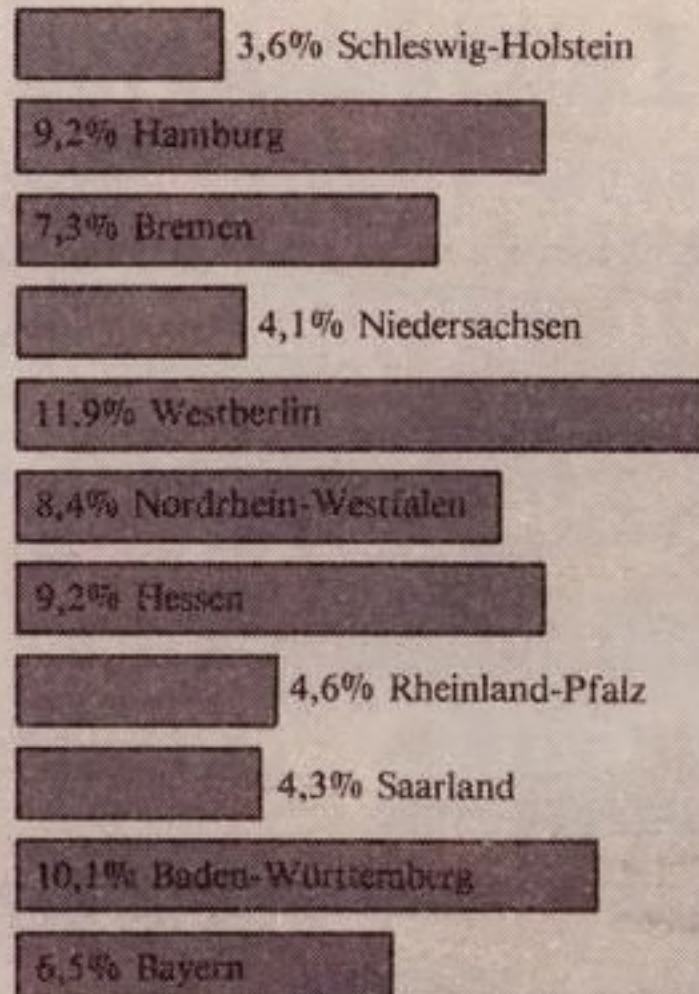 3,6% Schleswig-Holstein
9,2% Hamburg
7,3% Bremen
4,1% Niedersachsen
11.9% Westberlin
8,4% Nordrhein-Westfalen
9,2% Hessen
4,6% Rheinland-Pfalz
4,3% Saarland
10,1% Baden-Württemberg
6,5% Bayern